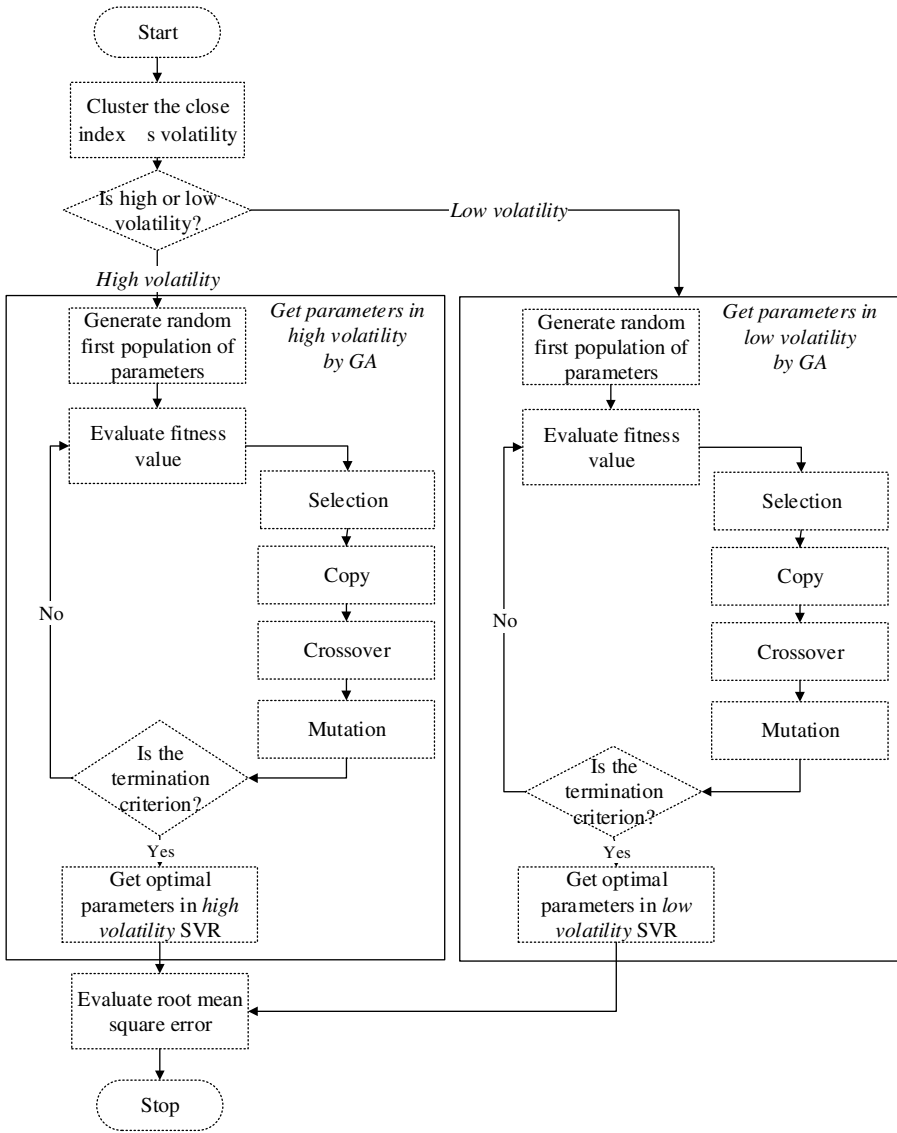 Start
Cluster the close
index s volatility
Is high or low
volatility?
Low volatility
High volatility
Generate random
first population of
parameters
Get parameters in
high volatility
by GA
Evaluate fitness
value
Selection
Copy
No
Crossover
Mutation
Is the
termination
criterion?
Yes
Get optimal
parameters in high
volatility SVR
Generate random
first population of
parameters
Get parameters in
low volatility
by GA
Evaluate fitness
value
Selection
Copy
No
Crossover
Mutation
Is the
termination
criterion?
Yes
Get optimal
parameters in low
volatility SVR
Evaluate root mean
square error
Stop